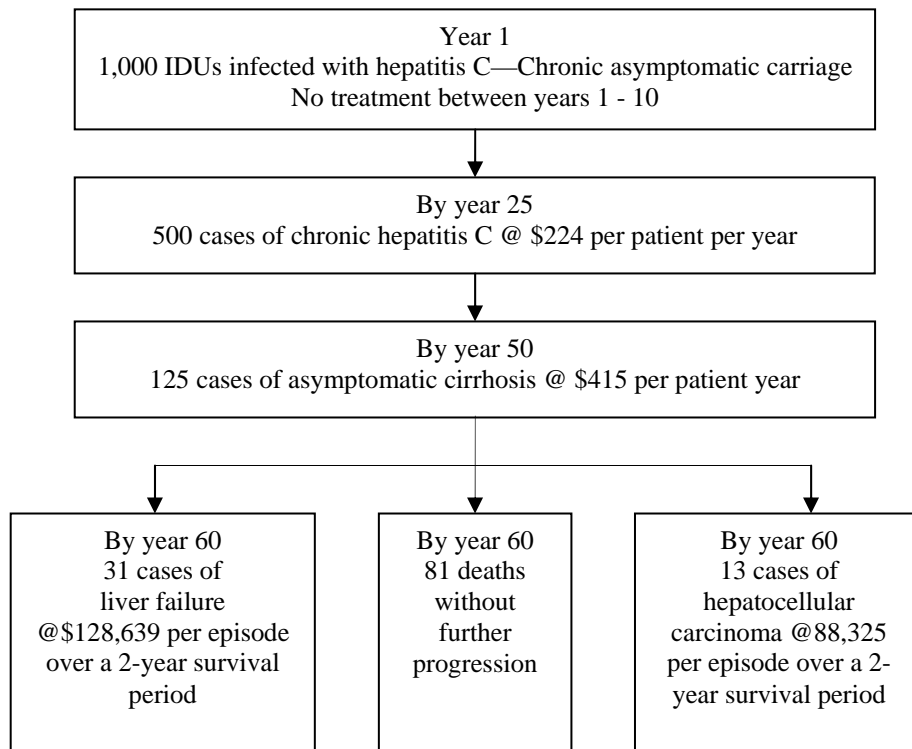 Year 1
1,000 IDUs infected with hepatitis C—Chronic asymptomatic carriage
No treatment between years 1 - 10
By year 25
500 cases of chronic hepatitis C @ $224 per patient per year
By year 50
125 cases of asymptomatic cirrhosis @ $415 per patient year
By year 60
31 cases of
liver failure
@$128,639 per episode
over a 2-year survival
period
By year 60
81 deaths
without
further
progression
By year 60
13 cases of
hepatocellular
carcinoma @88,325
per episode over a 2-
year survival period